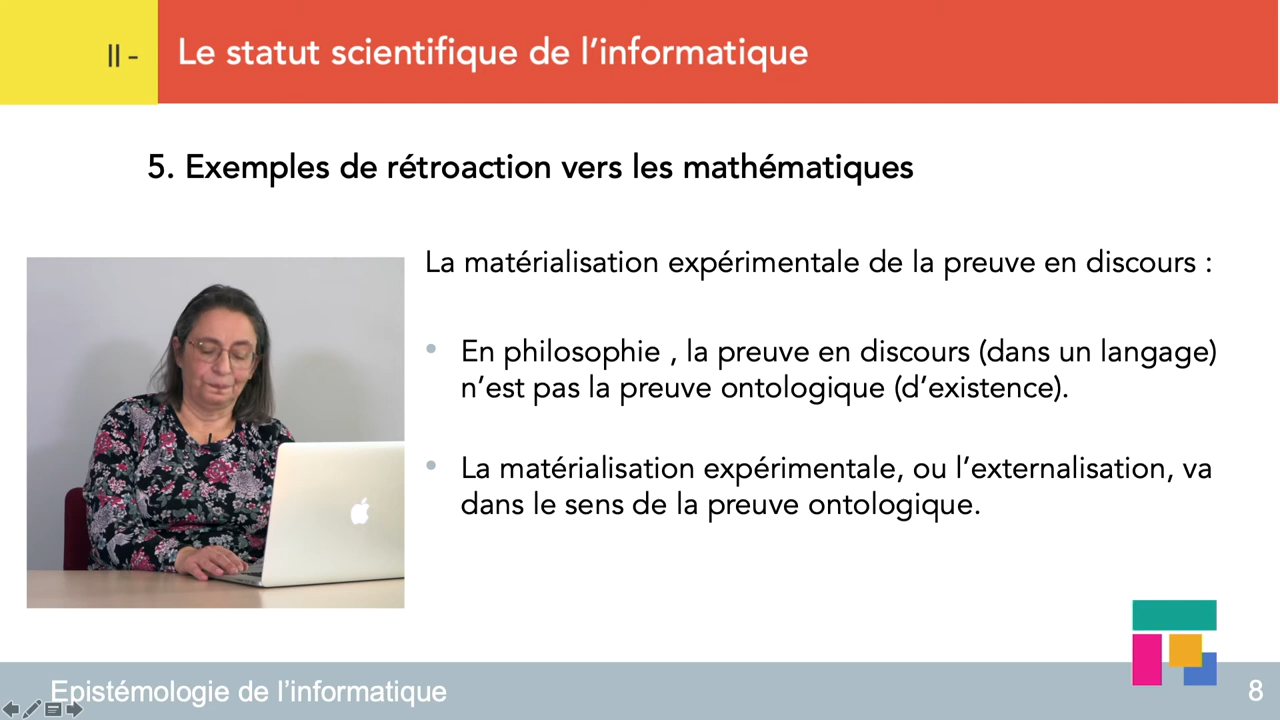 II -
Le statut scientifique de l’informatique
5. Exemples de rétroaction vers les mathématiques
La matérialisation expérimentale de la preuve en discours :
• En philosophie , la preuve en discours (dans un langage)
n’est pas la preuve ontologique (d’existence).
• La matérialisation expérimentale, ou l’externalisation, va
dans le sens de la preuve ontologique.
Epistémologie de l’informatique
8